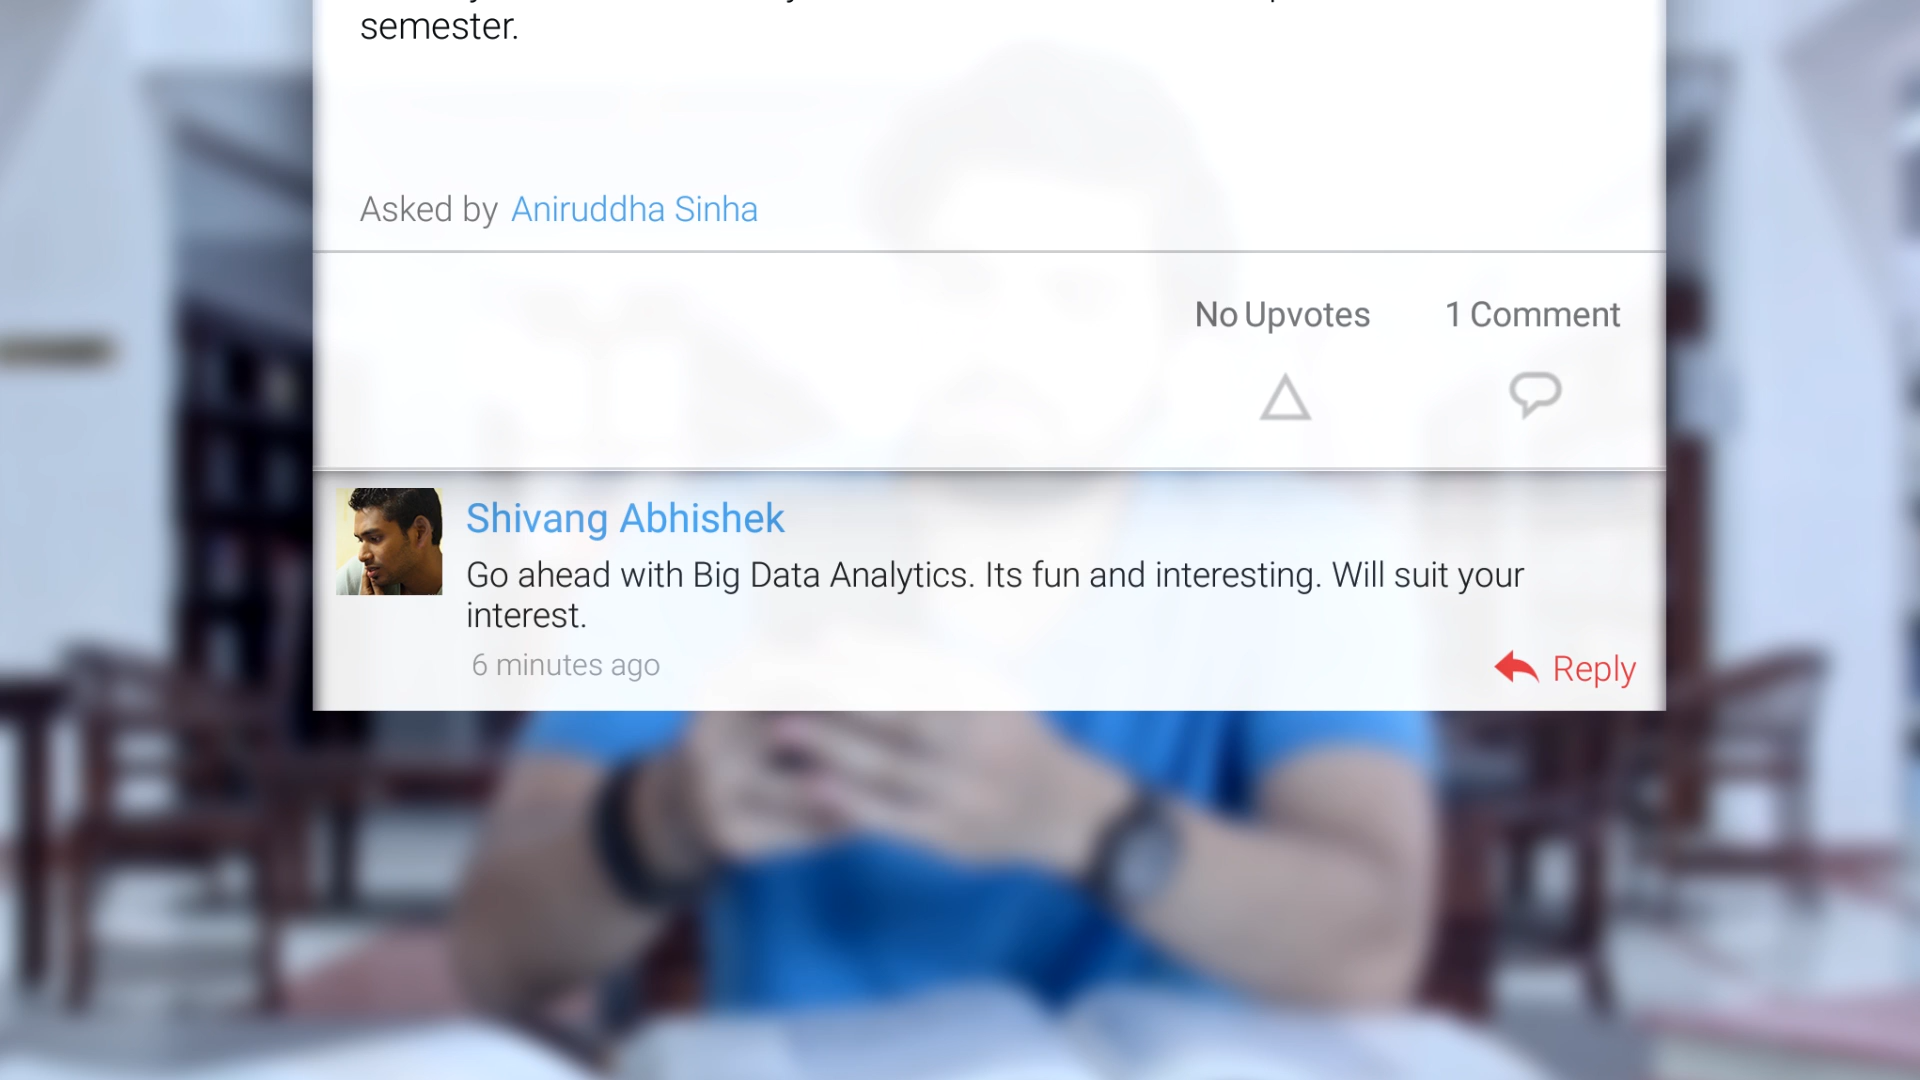 semester.
Asked by Aniruddha Sinha
No Upvotes 1 Comment
Shivang Abhishek
Go ahead with Big Data Analytics. Its fun and interesting. Will suit your
interest.
6 minutes ago
Reply